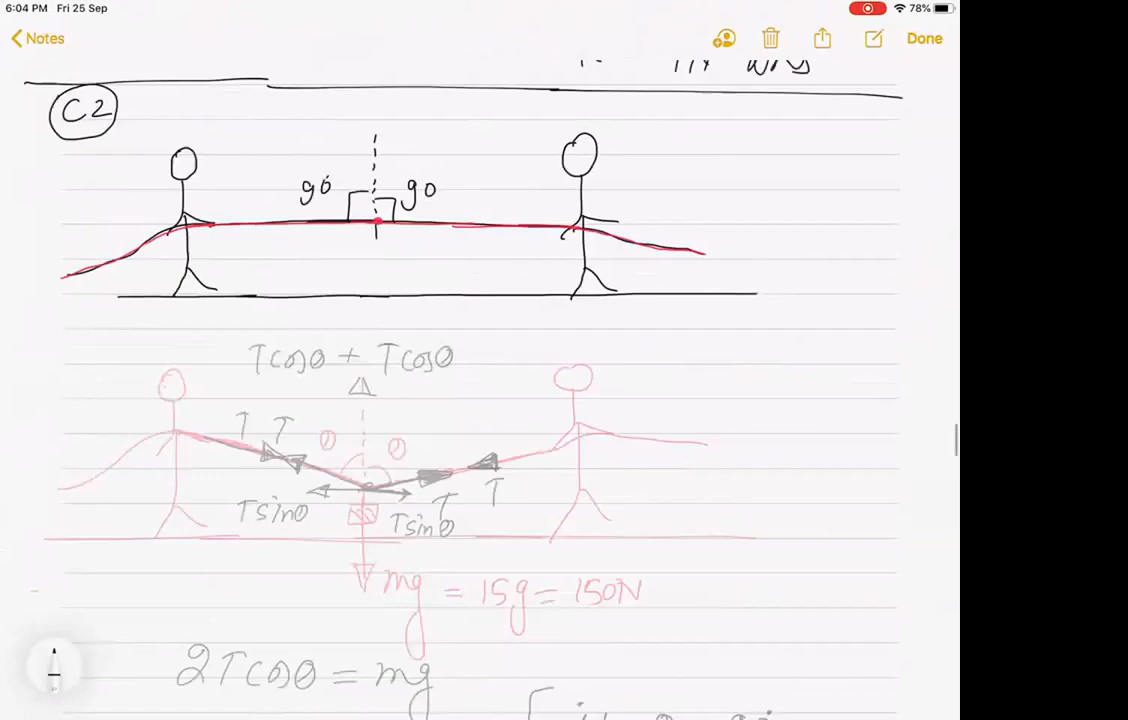 6:04 PM Fri 25 Sep 78%
Notes Done
C2
90 90
Tcosθ + Tcosθ
T T θ θ
T T
Tsinθ Tsinθ
mg = 15g = 150N
2Tcosθ = mg